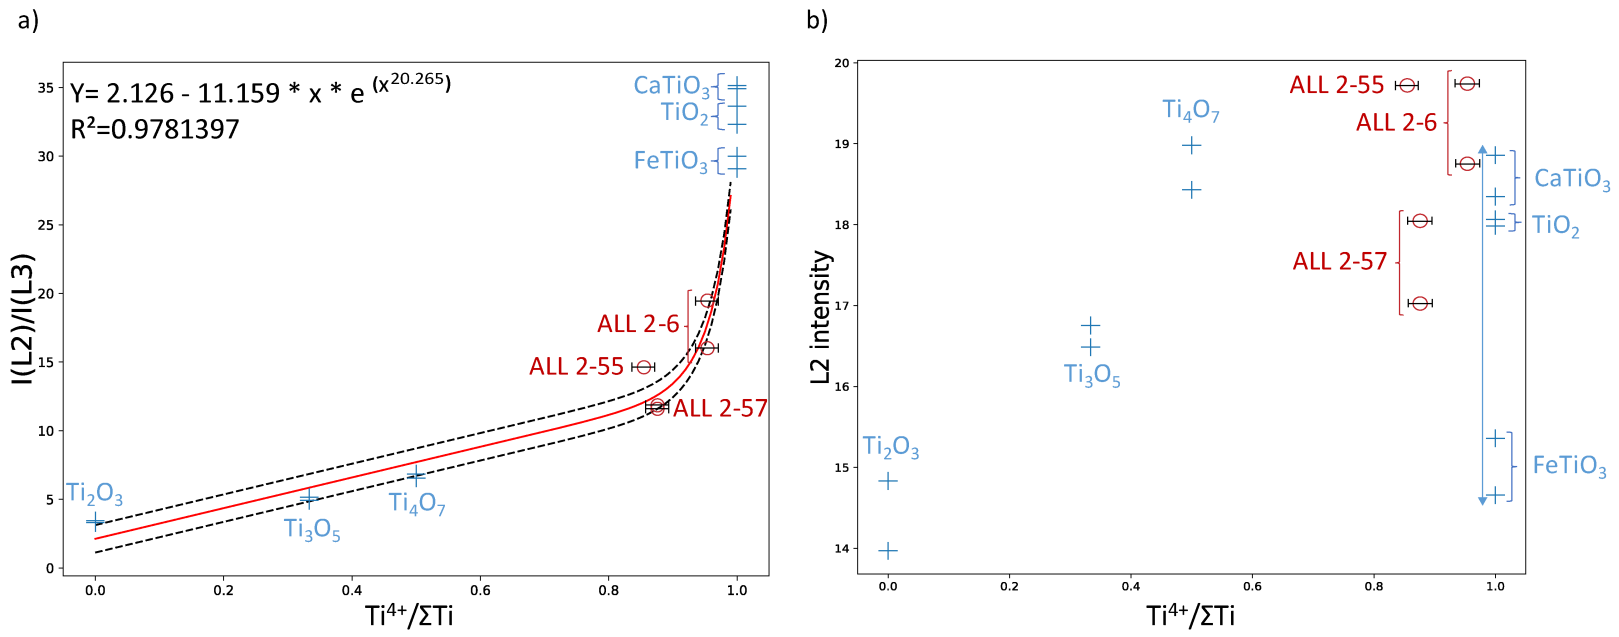 a)
Y= 2.126 - 11.159 * x * e (x20.265)
R²=0.9781397
CaTiO3
TiO2
FeTiO3
ALL 2-6
ALL 2-55
ALL 2-57
Ti2O3
Ti3O5
Ti4O7
35
30
25
20
15
10
5
0
I(L2)/I(L3)
0.0 0.2 0.4 0.6 0.8 1.0
Ti4+/ΣTi
b)
20
19
18
17
16
15
14
L2 intensity
ALL 2-55
Ti4O7
ALL 2-6
CaTiO3
TiO2
ALL 2-57
Ti3O5
Ti2O3
FeTiO3
0.0 0.2 0.4 0.6 0.8 1.0
Ti4+/ΣTi